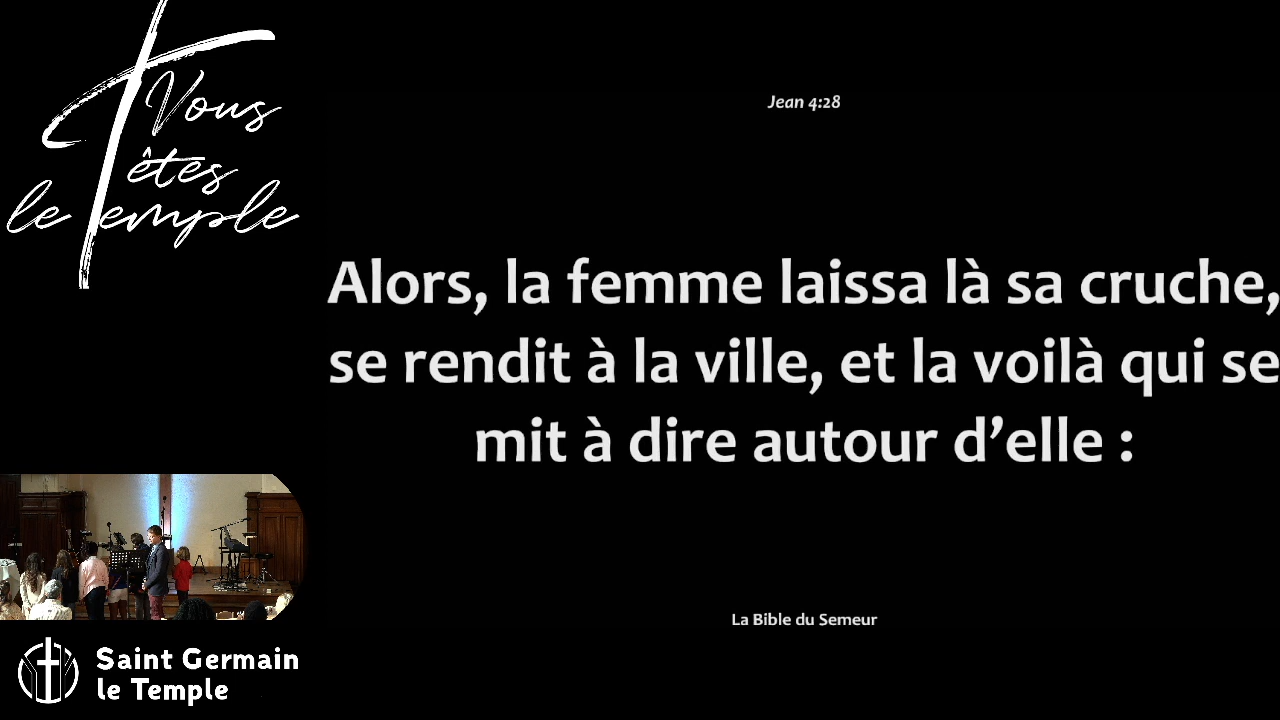 Vous
êtes
le Temple
Jean 4:28
Alors, la femme laissa là sa cruche,
se rendit à la ville, et la voilà qui se
mit à dire autour d’elle :
La Bible du Semeur
Saint Germain
le Temple